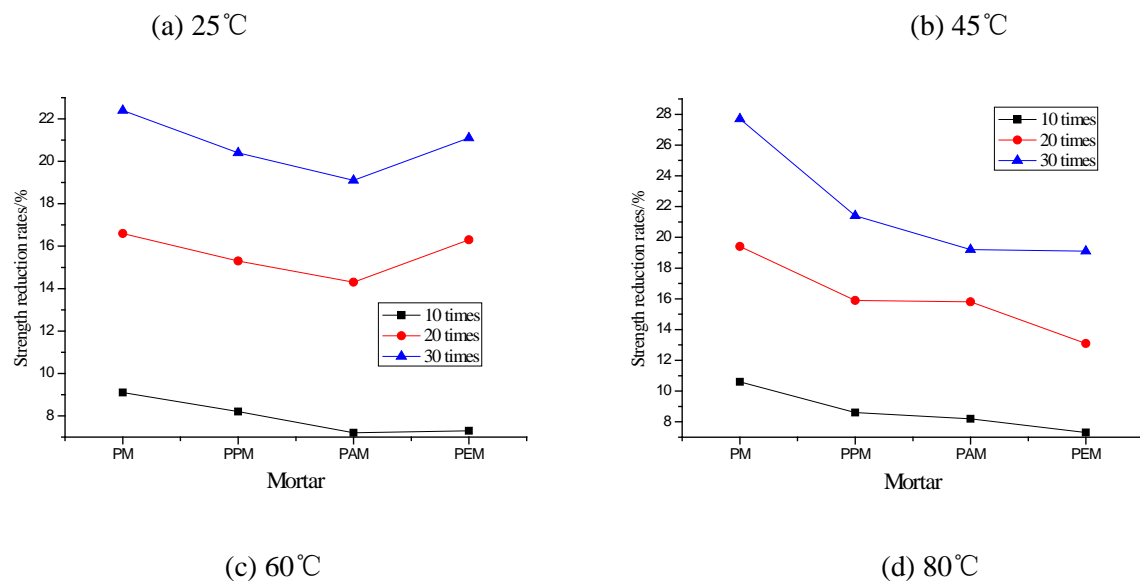 (a) 25℃
(b) 45℃
Strength reduction rates/%
22
20
18
16
14
12
10
8
10 times
20 times
30 times
PM PPM PAM PEM
Mortar
Strength reduction rates/%
28
26
24
22
20
18
16
14
12
10
8
10 times
20 times
30 times
PM PPM PAM PEM
Mortar
(c) 60℃
(d) 80℃